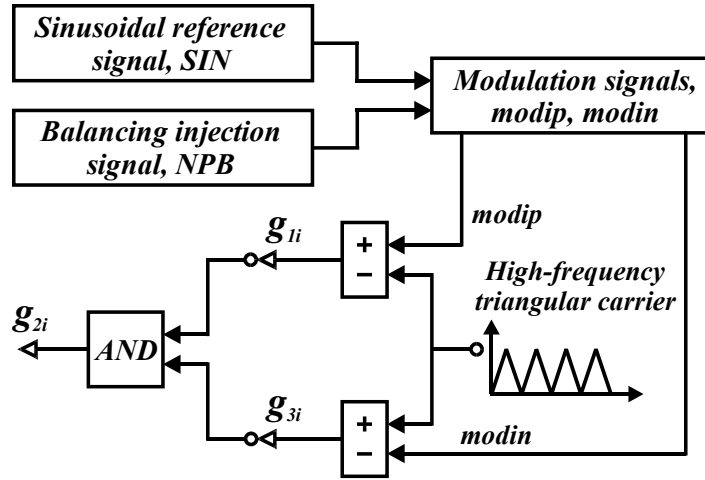 Sinusoidal reference
signal, SIN
Modulation signals,
modip, modin
Balancing injection
signal, NPB
modip
g1i
+
−
High-frequency
triangular carrier
g2i
AND
g3i
+
−
modin